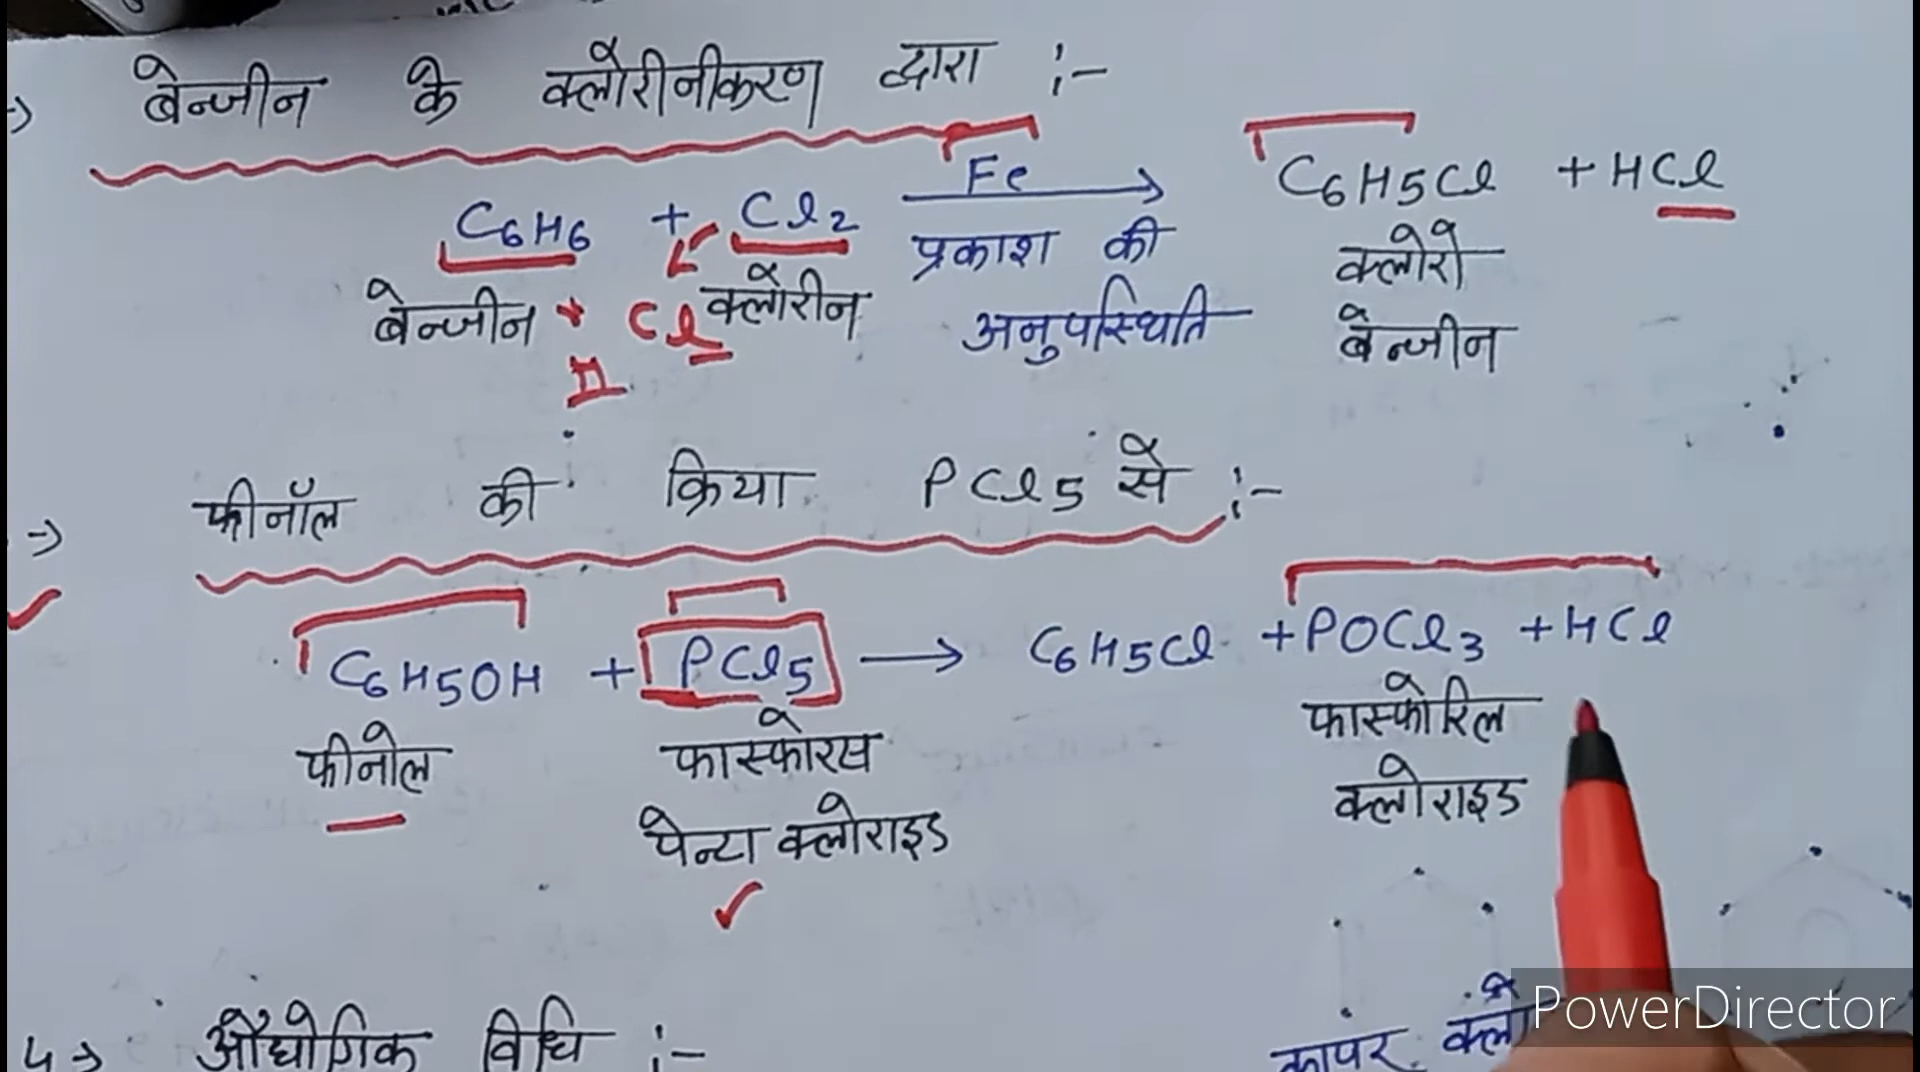 बेन्जीन के क्लोरीनीकरण द्वारा :-
C6H6 + Cl2 Fe → C6H5Cl + HCl
प्रकाश की अनुपस्थिति
बेन्जीन + Cl क्लोरीन
क्लोरो बेन्जीन
→ फीनॉल की क्रिया PCl5 से :-
C6H5OH + PCl5 → C6H5Cl + POCl3 + HCl
फीनोल फास्फोरस पेन्टा क्लोराइड फास्फोरिल क्लोराइड
4→ औद्योगिक विधि :-
कापर
PowerDirector